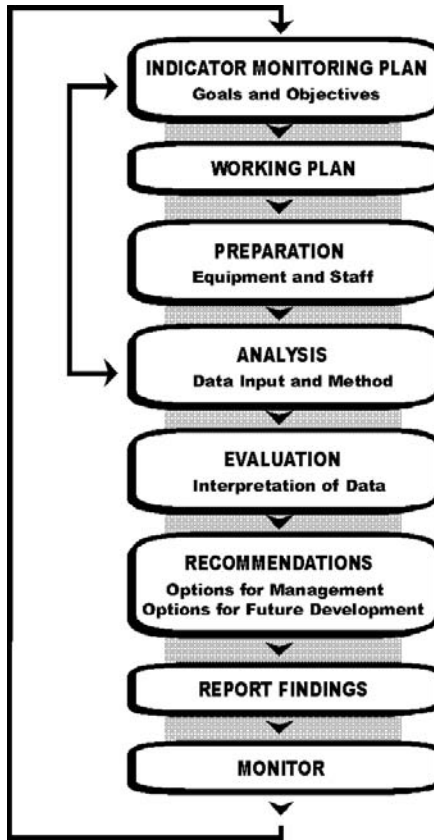 INDICATOR MONITORING PLAN
Goals and Objectives
WORKING PLAN
PREPARATION
Equipment and Staff
ANALYSIS
Data Input and Method
EVALUATION
Interpretation of Data
RECOMMENDATIONS
Options for Management
Options for Future Development
REPORT FINDINGS
MONITOR